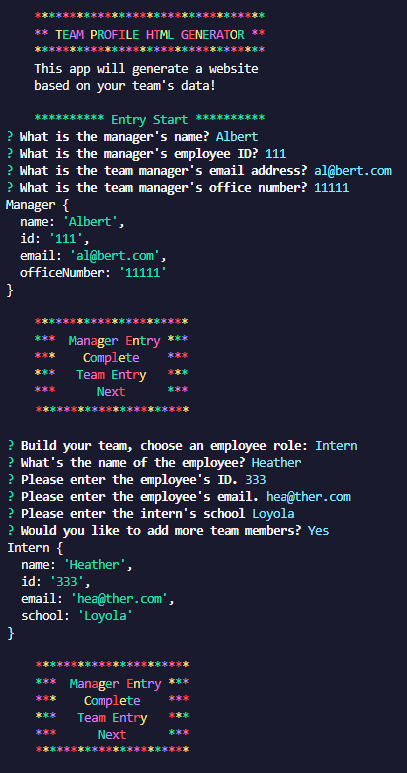 *********************************
** TEAM PROFILE HTML GENERATOR **
*********************************
This app will generate a website
based on your team's data!
********** Entry Start **********
? What is the manager's name? Albert
? What is the manager's employee ID? 111
? What is the team manager's email address? al@bert.com
? What is the team manager's office number? 11111
Manager {
name: 'Albert',
id: '111',
email: 'al@bert.com',
officeNumber: '11111'
}
**********************
*** Manager Entry ***
*** Complete ***
*** Team Entry ***
*** Next ***
**********************
? Build your team, choose an employee role: Intern
? What's the name of the employee? Heather
? Please enter the employee's ID. 333
? Please enter the employee's email. hea@ther.com
? Please enter the intern's school Loyola
? Would you like to add more team members? Yes
Intern {
name: 'Heather',
id: '333',
email: 'hea@ther.com',
school: 'Loyola'
}
**********************
*** Manager Entry ***
*** Complete ***
*** Team Entry ***
*** Next ***
**********************